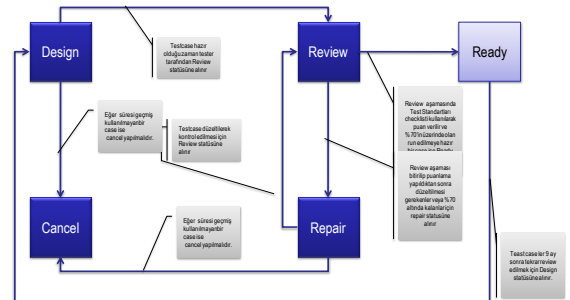 Design
Review
Ready
Testcase hazır
olduğu zaman tester
tarafından Review
statüsüne alınır
Review aşamasında
Test Standartları
checklisti kullanılarak
puan verilir ve
%70'in üzerinde olan
run edilmeye hazır
Eğer süresi geçmiş
kullanılmayan bir
case ise
cancel yapılmalıdır.
Testcase düzeltilerek
kontrol edilmesi için
Review statüsüne
alınır
Review aşaması
bitirilip puanlama
yapıldıktan sonra
düzeltilmesi
gerekenler veya %70
altında kalanlar için
repair statusüne
alınır
Cancel
Repair
Eğer süresi geçmiş
kullanılmayan bir
case ise
cancel yapılmalıdır.
Teest case ler 9 ay
sonra tekrar review
edilmek için Design
statüsüne alınır.